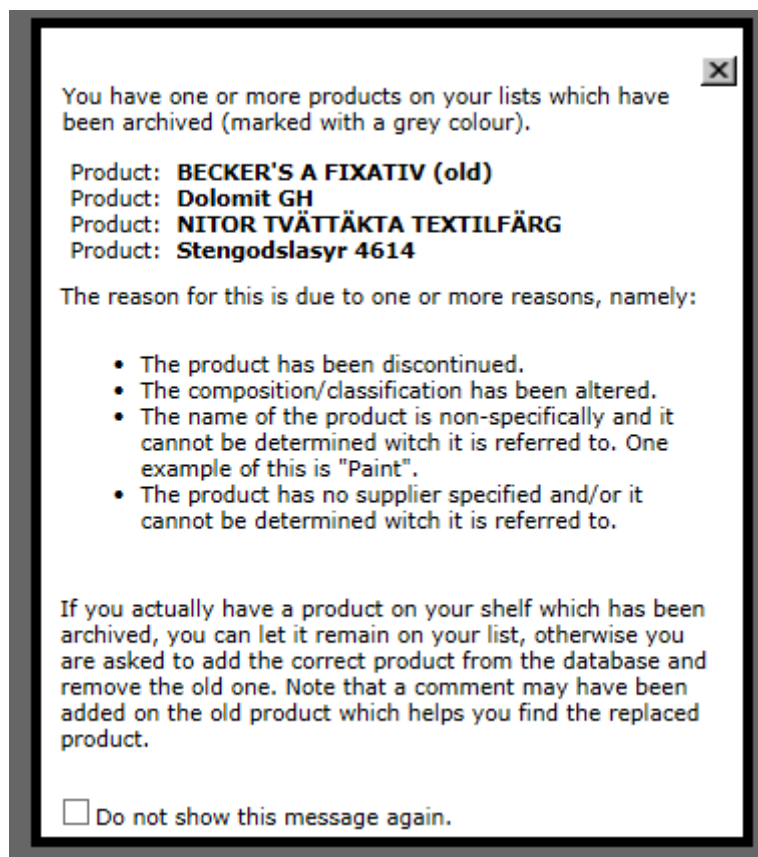 You have one or more products on your lists which have
been archived (marked with a grey colour).
Product: BECKER'S A FIXATIV (old)
Product: Dolomit GH
Product: NITOR TVÄTTÄKTA TEXTILFÄRG
Product: Stengodslasyr 4614
The reason for this is due to one or more reasons, namely:
• The product has been discontinued.
• The composition/classification has been altered.
• The name of the product is non-specifically and it
cannot be determined witch it is referred to. One
example of this is "Paint".
• The product has no supplier specified and/or it
cannot be determined witch it is referred to.
If you actually have a product on your shelf which has been
archived, you can let it remain on your list, otherwise you
are asked to add the correct product from the database and
remove the old one. Note that a comment may have been
added on the old product which helps you find the replaced
product.
Do not show this message again.